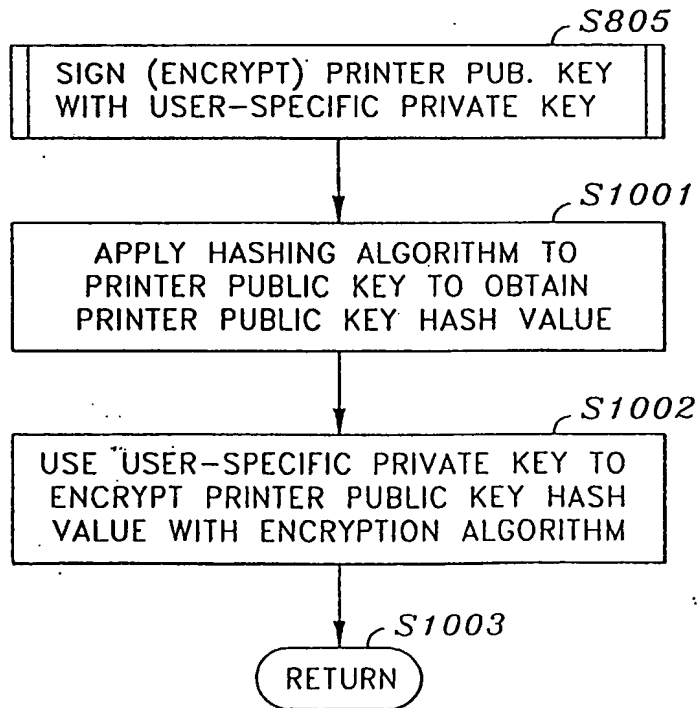 S805
SIGN (ENCRYPT) PRINTER PUB. KEY
WITH USER-SPECIFIC PRIVATE KEY
S1001
APPLY HASHING ALGORITHM TO
PRINTER PUBLIC KEY TO OBTAIN
PRINTER PUBLIC KEY HASH VALUE
S1002
USE USER-SPECIFIC PRIVATE KEY TO
ENCRYPT PRINTER PUBLIC KEY HASH
VALUE WITH ENCRYPTION ALGORITHM
S1003
RETURN